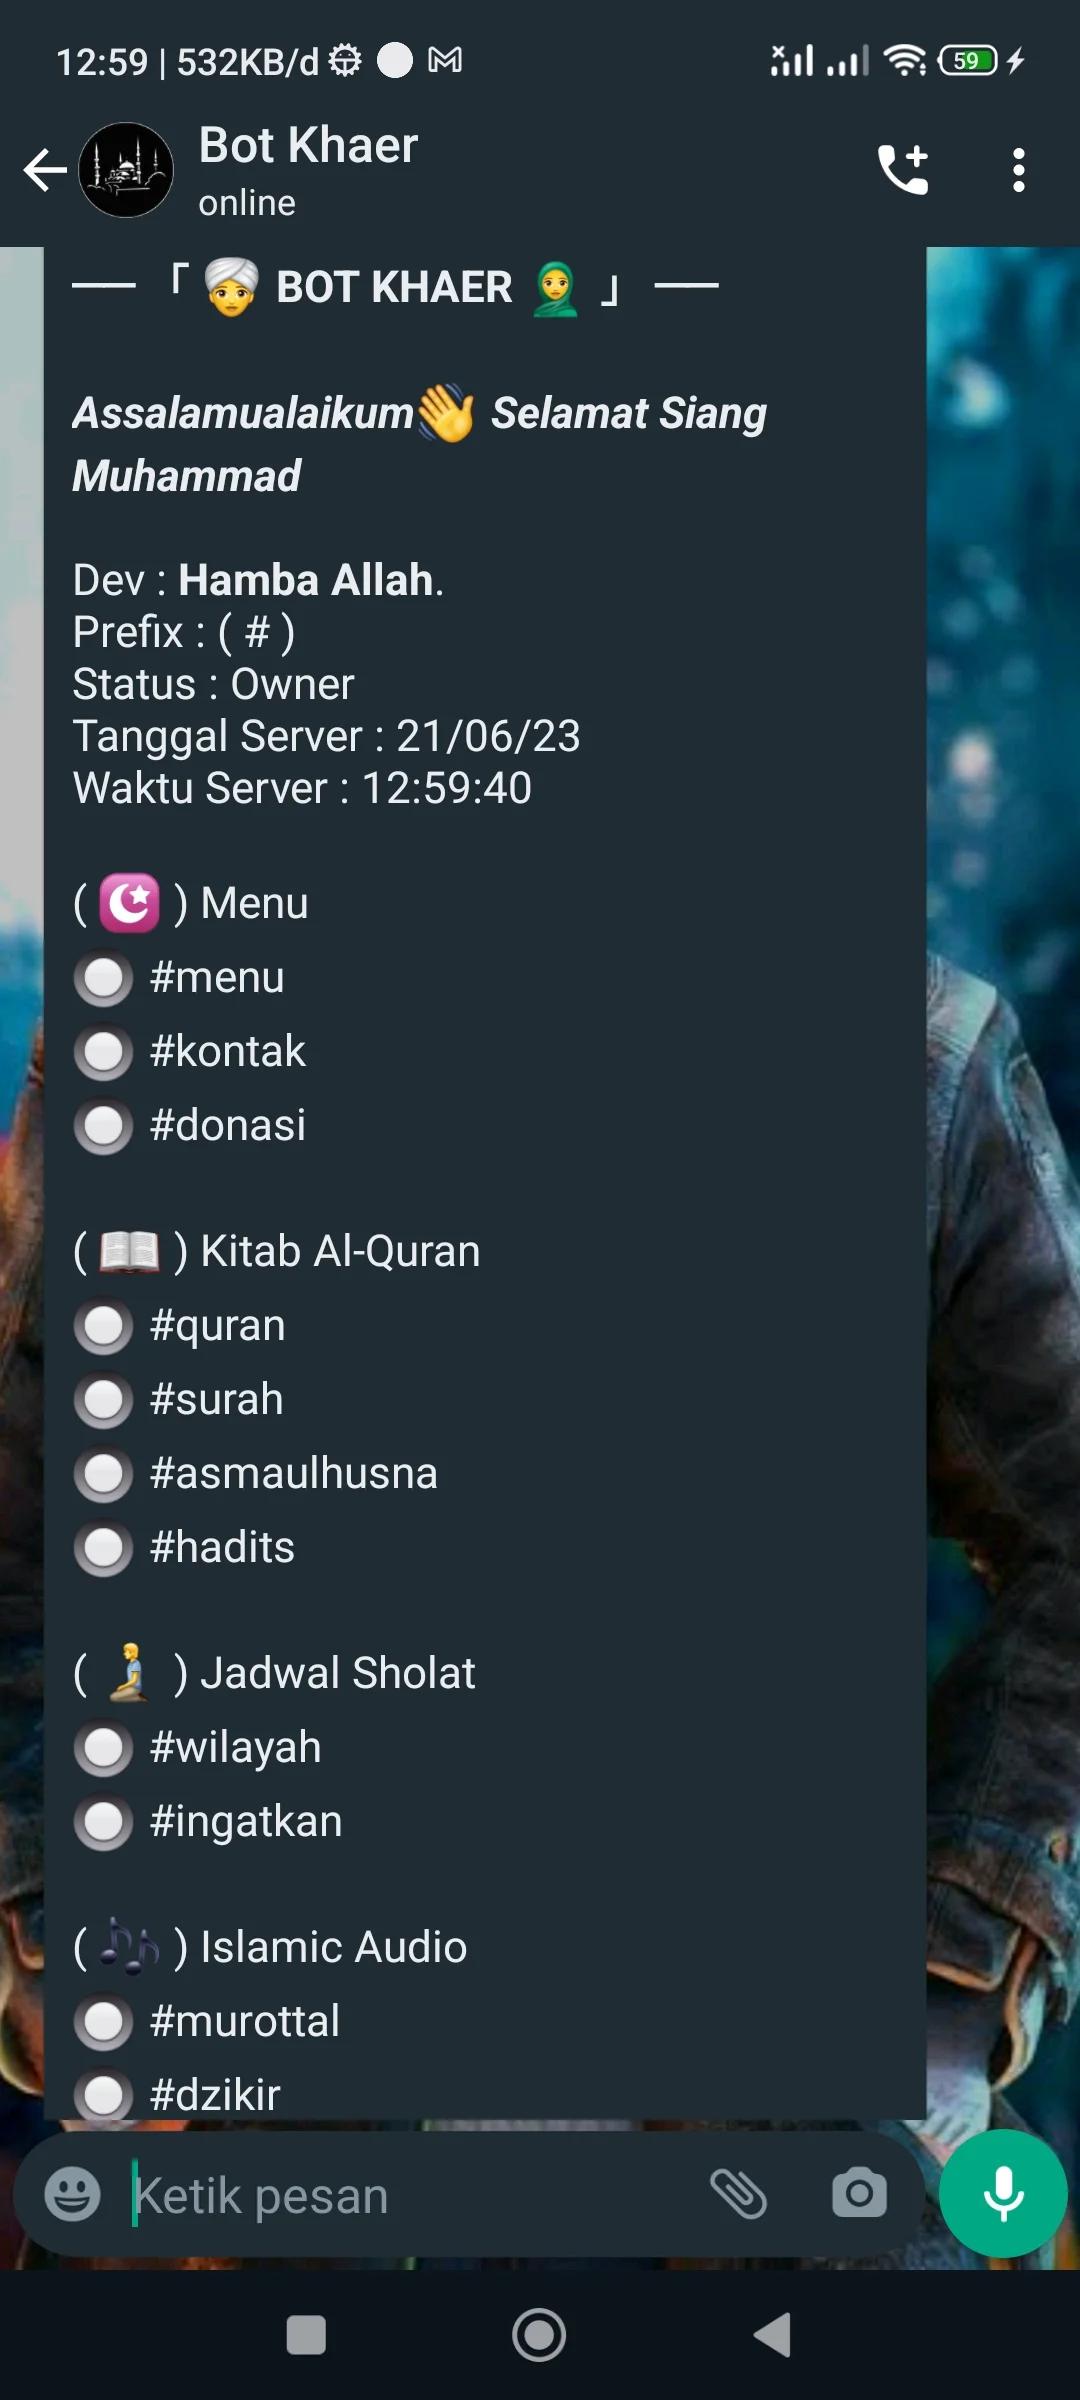 12:59 | 532KB/d
59
Bot Khaer
online
—— 「 👳 BOT KHAER 🧕 」 ——
Assalamualaikum👋 Selamat Siang
Muhammad
Dev : Hamba Allah.
Prefix : ( # )
Status : Owner
Tanggal Server : 21/06/23
Waktu Server : 12:59:40
( ☪️ ) Menu
#menu
#kontak
#donasi
( 📖 ) Kitab Al-Quran
#quran
#surah
#asmaulhusna
#hadits
( 🧎 ) Jadwal Sholat
#wilayah
#ingatkan
( 🎶 ) Islamic Audio
#murottal
#dzikir
Ketik pesan